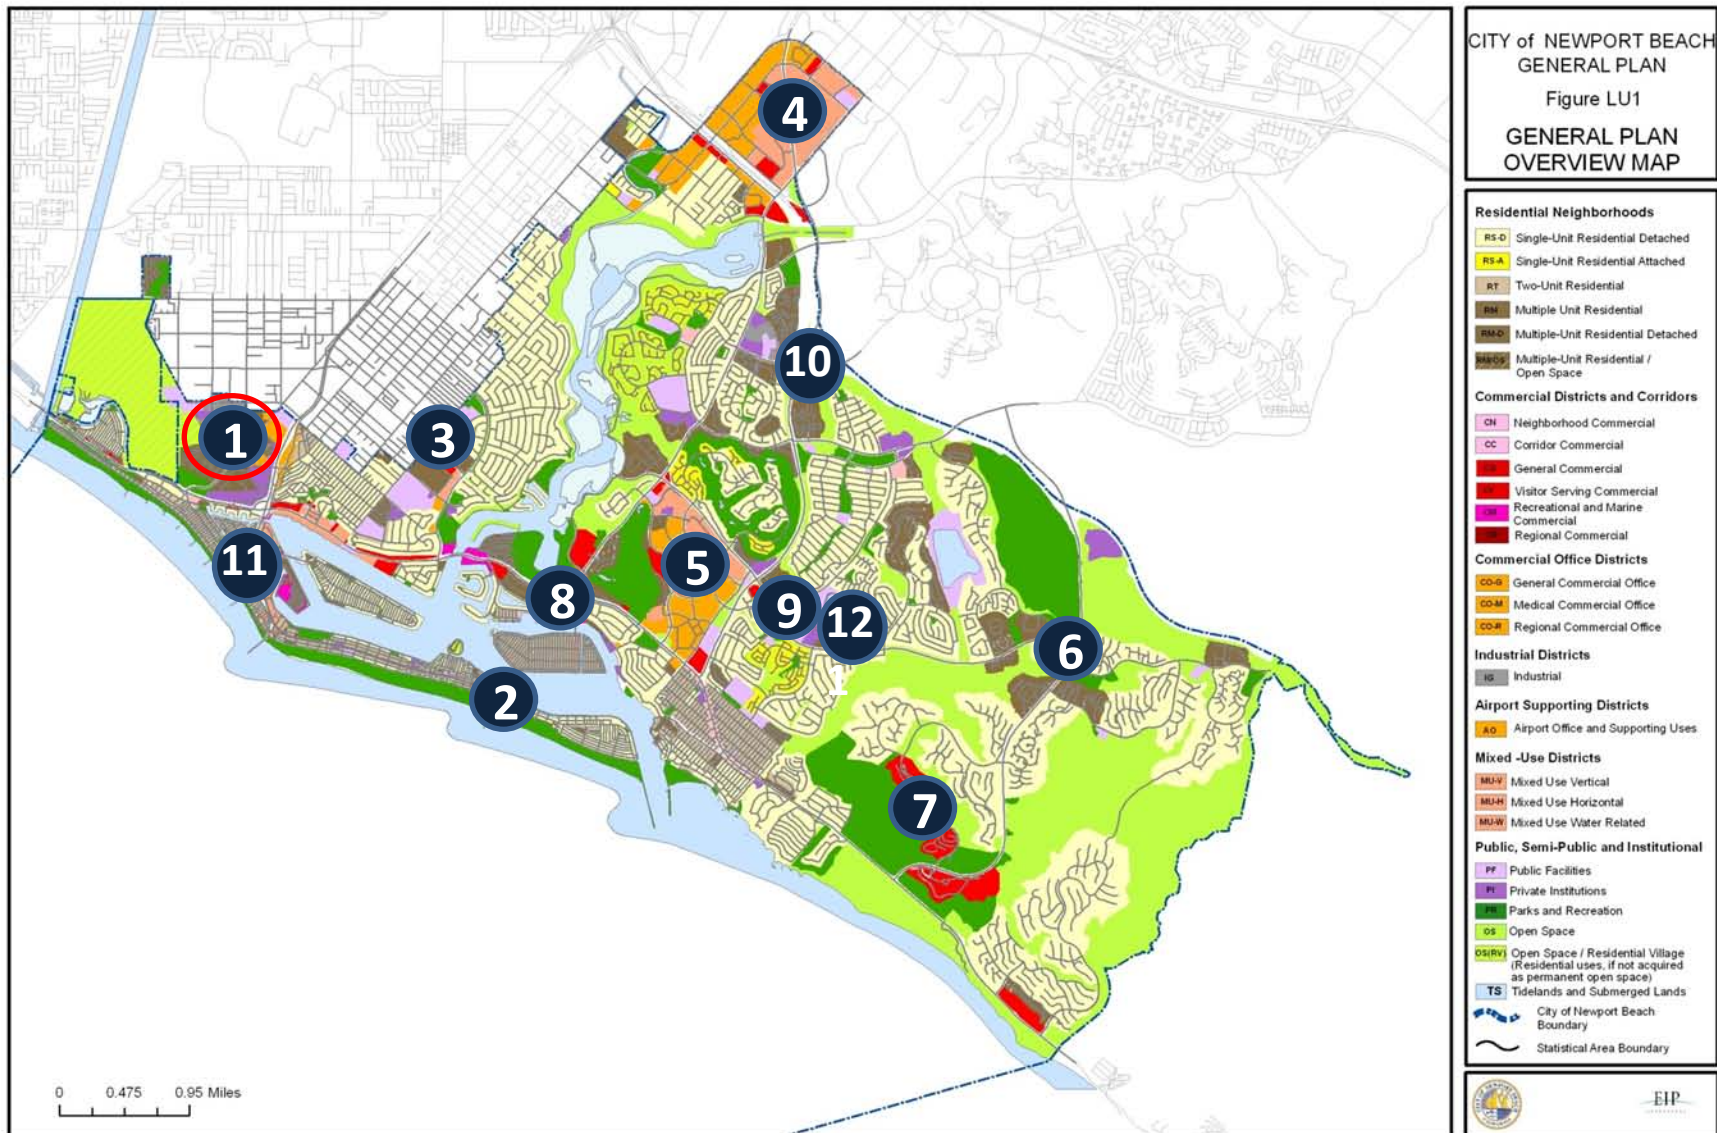 CITY of NEWPORT BEACH
GENERAL PLAN
Figure LU1
GENERAL PLAN
OVERVIEW MAP
Residential Neighborhoods
RS-D Single-Unit Residential Detached
RS-A Single-Unit Residential Attached
RT Two-Unit Residential
RM Multiple Unit Residential
RM-D Multiple-Unit Residential Detached
RM/OS Multiple-Unit Residential /
Open Space
Commercial Districts and Corridors
CN Neighborhood Commercial
CC Corridor Commercial
General Commercial
Visitor Serving Commercial
CM Recreational and Marine
Commercial
Regional Commercial
Commercial Office Districts
CO-G General Commercial Office
CO-M Medical Commercial Office
CO-R Regional Commercial Office
Industrial Districts
IG Industrial
Airport Supporting Districts
AO Airport Office and Supporting Uses
Mixed -Use Districts
MU-V Mixed Use Vertical
MU-H Mixed Use Horizontal
MU-W Mixed Use Water Related
Public, Semi-Public and Institutional
PF Public Facilities
PI Private Institutions
PR Parks and Recreation
OS Open Space
OS(RV) Open Space / Residential Village
(Residential uses, if not acquired
as permanent open space)
TS Tidelands and Submerged Lands
City of Newport Beach
Boundary
Statistical Area Boundary
EIP
4
10
1
3
11
5
8
9
12
6
1
2
7
0 0.475 0.95 Miles